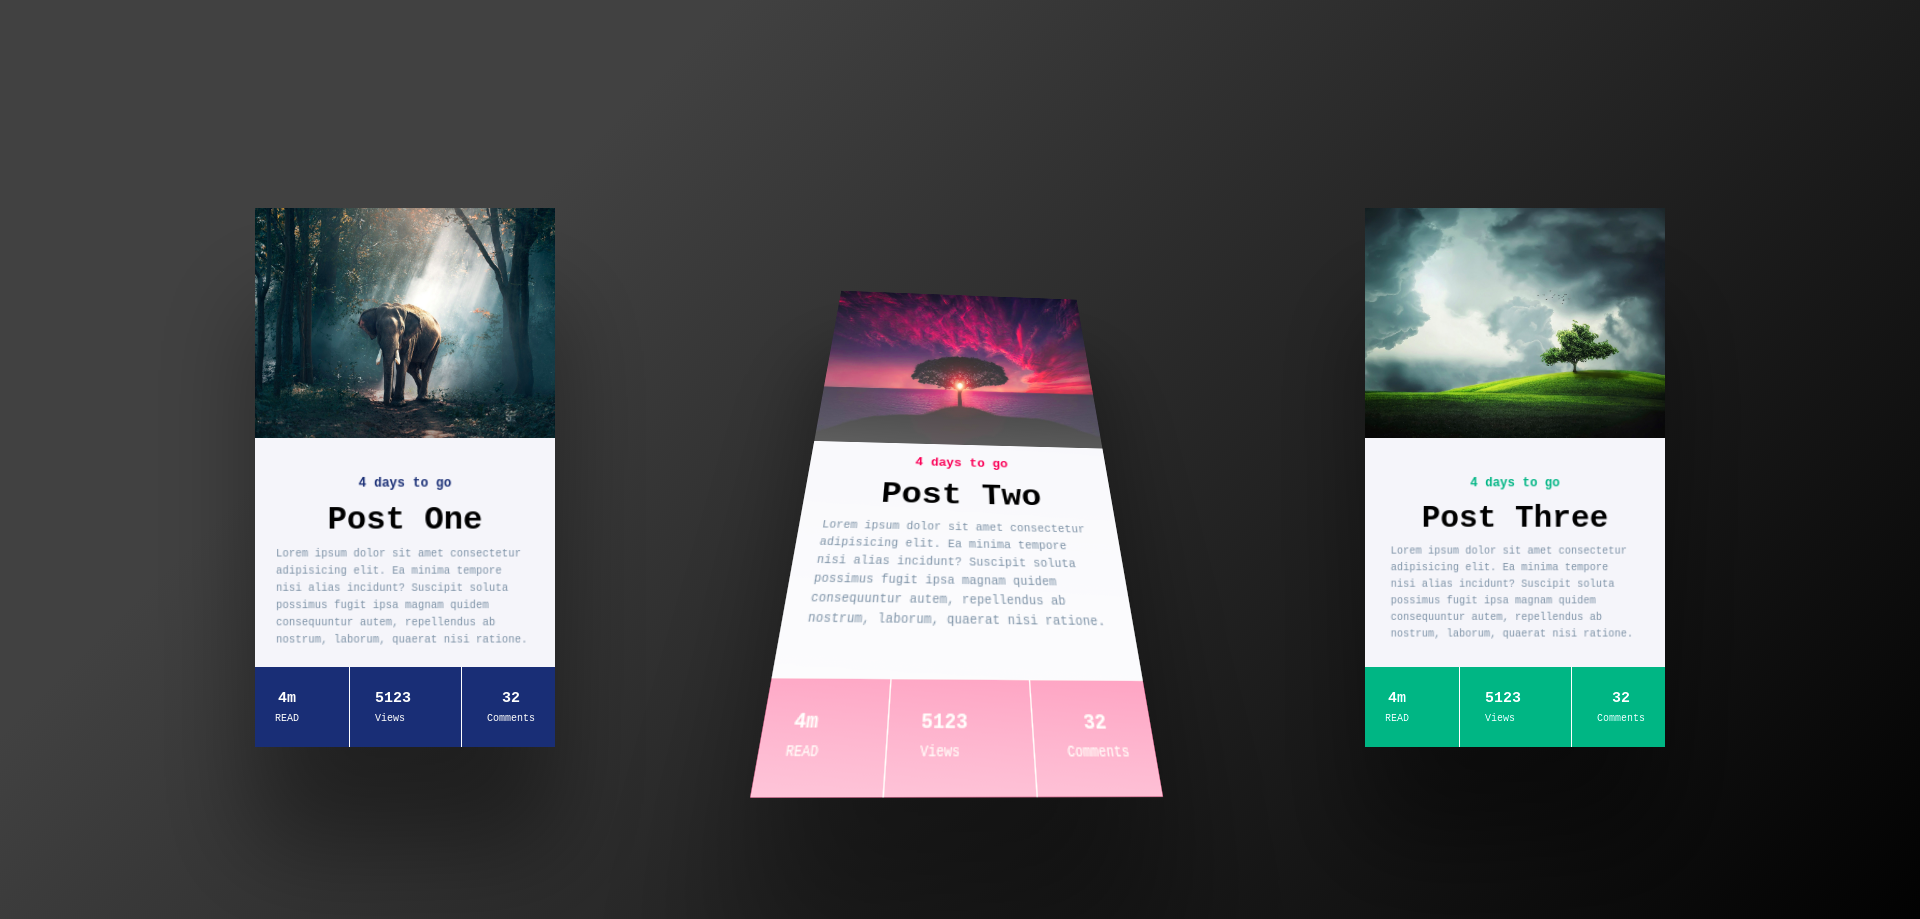 4 days to go
Post One
Lorem ipsum dolor sit amet consectetur
adipisicing elit. Ea minima tempore
nisi alias incidunt? Suscipit soluta
possimus fugit ipsa magnam quidem
consequuntur autem, repellendus ab
nostrum, laborum, quaerat nisi ratione.
4m
READ
5123
Views
32
Comments
4 days to go
Post Two
Lorem ipsum dolor sit amet consectetur
adipisicing elit. Ea minima tempore
nisi alias incidunt? Suscipit soluta
possimus fugit ipsa magnam quidem
consequuntur autem, repellendus ab
nostrum, laborum, quaerat nisi ratione.
4m
READ
5123
Views
32
Comments
4 days to go
Post Three
Lorem ipsum dolor sit amet consectetur
adipisicing elit. Ea minima tempore
nisi alias incidunt? Suscipit soluta
possimus fugit ipsa magnam quidem
consequuntur autem, repellendus ab
nostrum, laborum, quaerat nisi ratione.
4m
READ
5123
Views
32
Comments